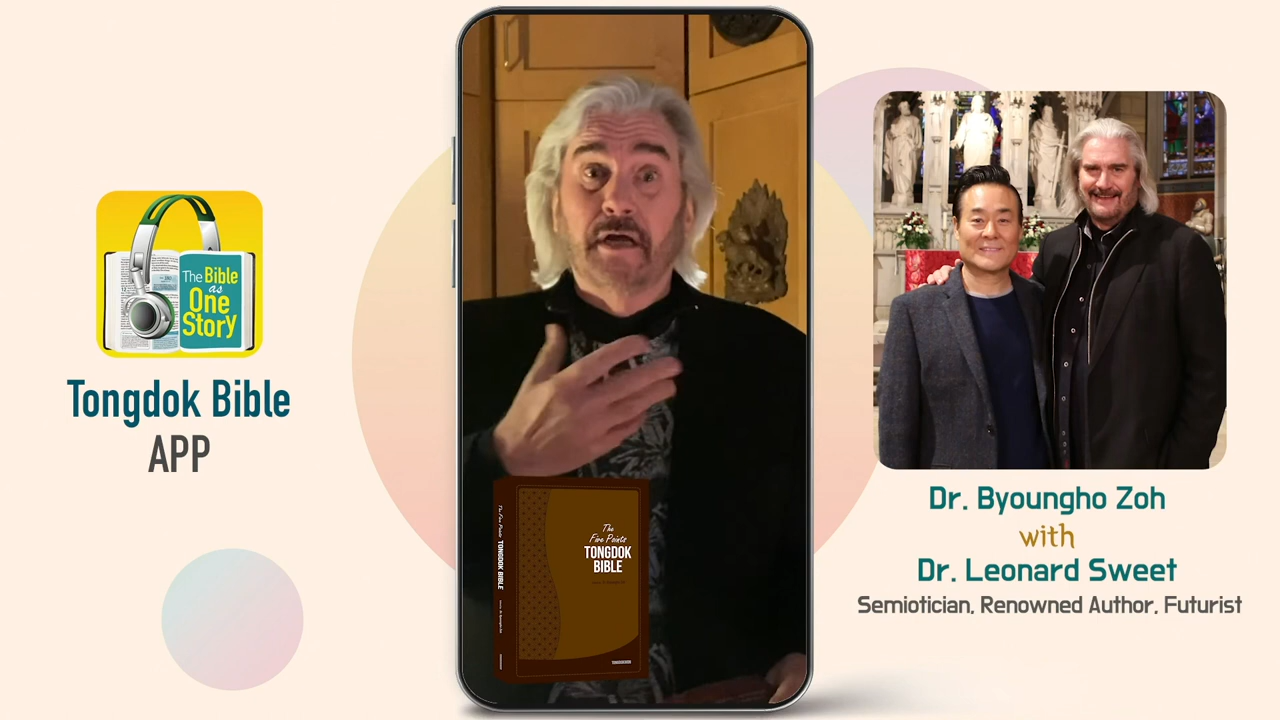 The Bible
as
One
Story
Tongdok Bible
APP
The Five Points
TONGDOK BIBLE
The
Five Points
TONGDOK
BIBLE
TONGDOKWON
Dr. Byoungho Zoh
with
Dr. Leonard Sweet
Semiotician, Renowned Author, Futurist